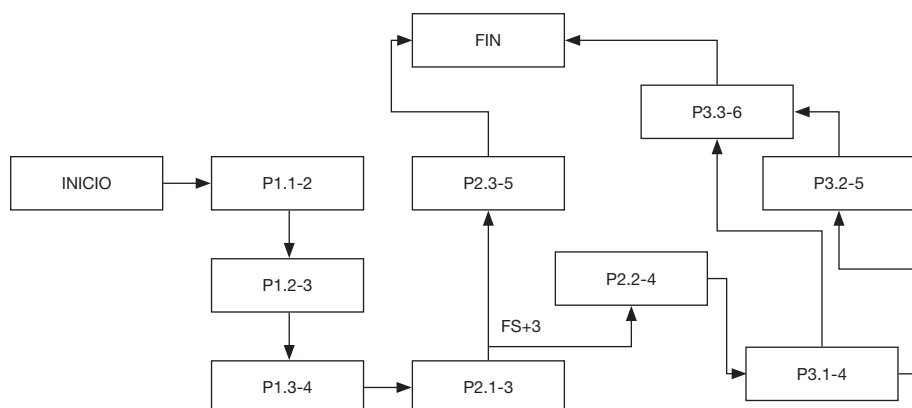 FIN
P3.3-6
INICIO
P1.1-2
P2.3-5
P3.2-5
P1.2-3
P2.2-4
FS+3
P1.3-4
P2.1-3
P3.1-4